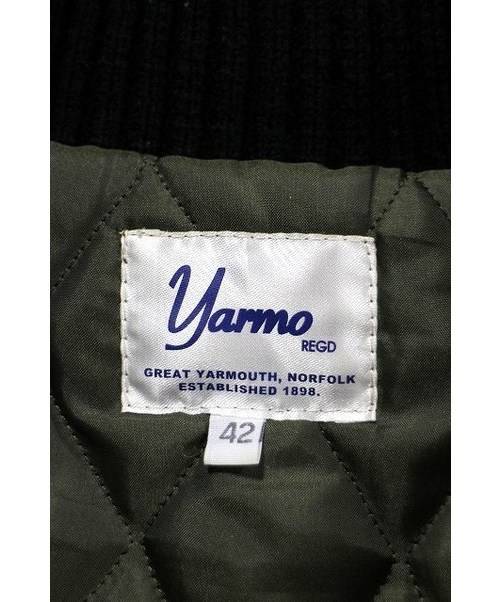 Yarmo
REGD
GREAT YARMOUTH, NORFOLK
ESTABLISHED 1898.
42